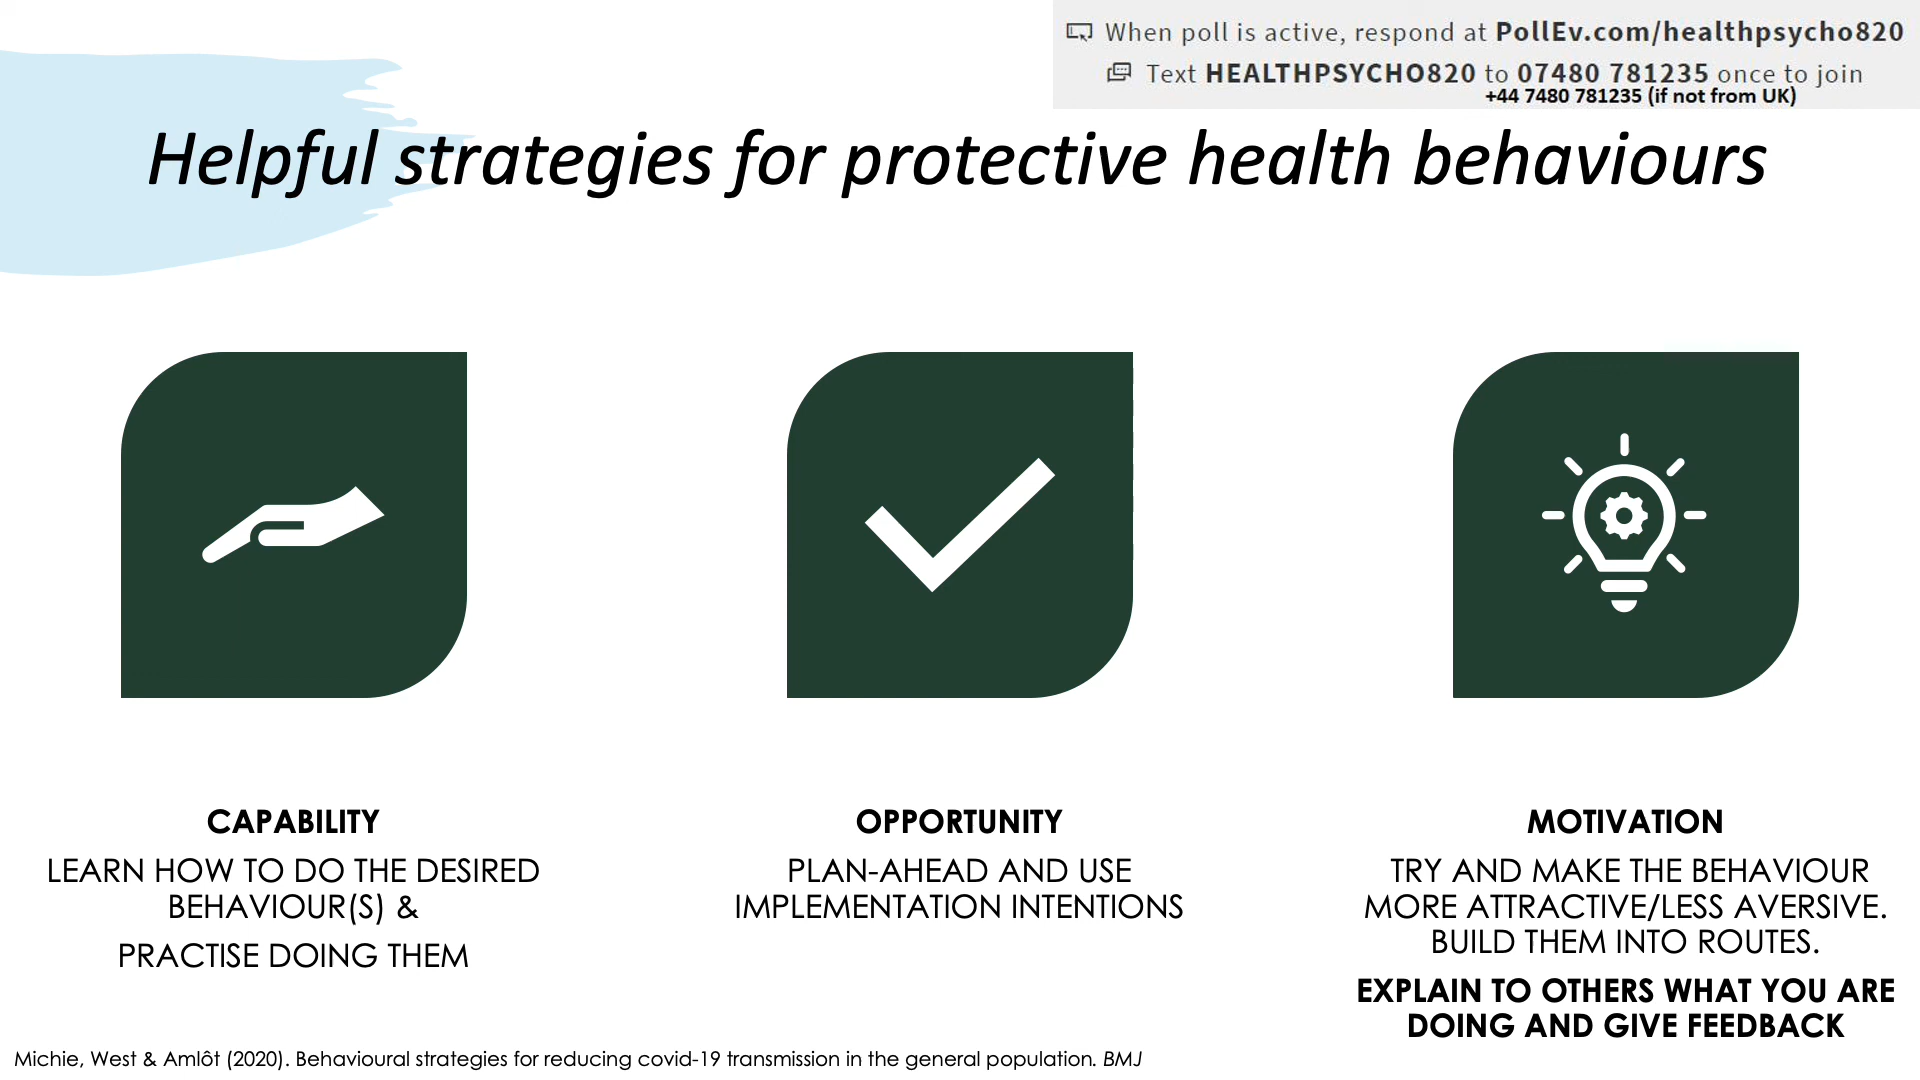 When poll is active, respond at PollEv.com/healthpsycho820
Text HEALTHPSYCHO820 to 07480 781235 once to join
+44 7480 781235 (if not from UK)
Helpful strategies for protective health behaviours
CAPABILITY
LEARN HOW TO DO THE DESIRED
BEHAVIOUR(S) &
PRACTISE DOING THEM
OPPORTUNITY
PLAN-AHEAD AND USE
IMPLEMENTATION INTENTIONS
MOTIVATION
TRY AND MAKE THE BEHAVIOUR
MORE ATTRACTIVE/LESS AVERSIVE.
BUILD THEM INTO ROUTES.
EXPLAIN TO OTHERS WHAT YOU ARE
DOING AND GIVE FEEDBACK
Michie, West & Amlôt (2020). Behavioural strategies for reducing covid-19 transmission in the general population. BMJ